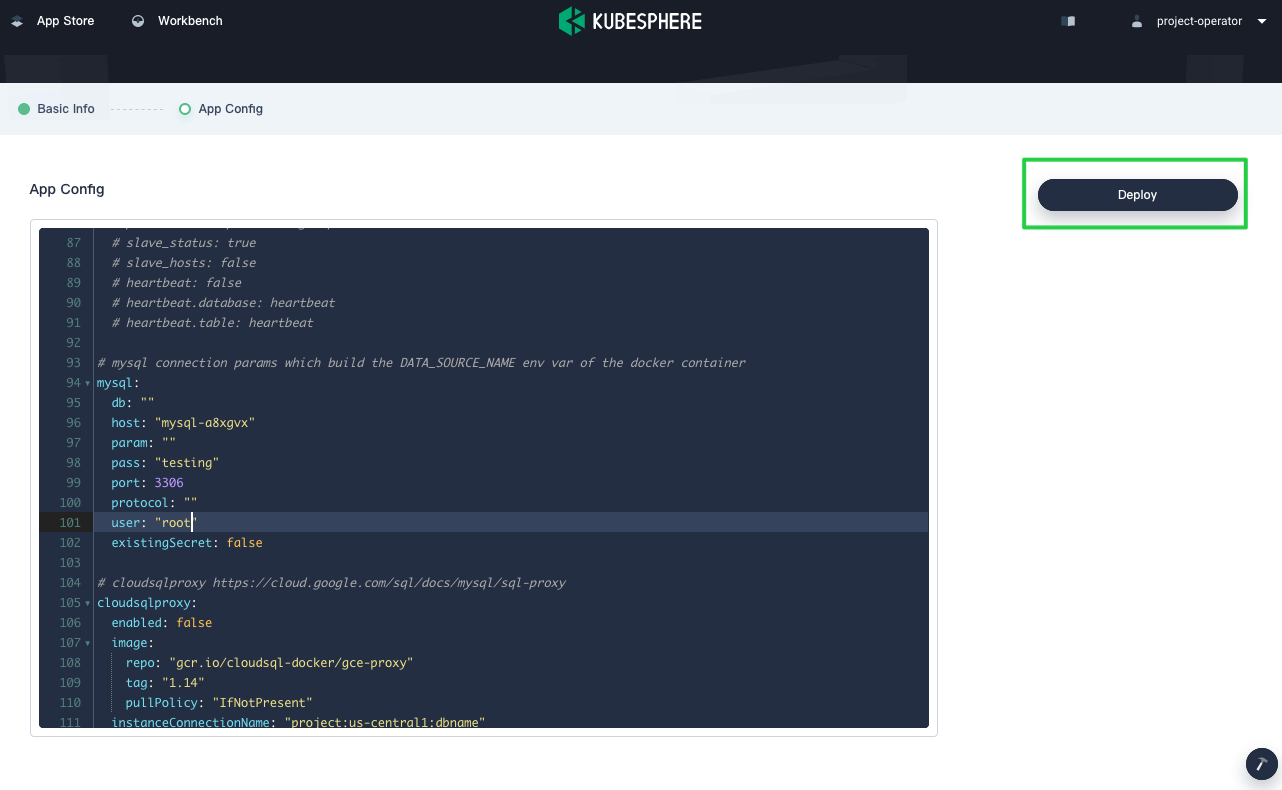 App Store
Workbench
KUBESPHERE
project-operator
Basic Info
App Config
App Config
Deploy
87 # slave_status: true
88 # slave_hosts: false
89 # heartbeat: false
90 # heartbeat.database: heartbeat
91 # heartbeat.table: heartbeat
92
93 # mysql connection params which build the DATA_SOURCE_NAME env var of the docker container
94 mysql:
95 db: ""
96 host: "mysql-a8xgvx"
97 param: ""
98 pass: "testing"
99 port: 3306
100 protocol: ""
101 user: "root"
102 existingSecret: false
103
104 # cloudsqlproxy https://cloud.google.com/sql/docs/mysql/sql-proxy
105 cloudsqlproxy:
106 enabled: false
107 image:
108 repo: "gcr.io/cloudsql-docker/gce-proxy"
109 tag: "1.14"
110 pullPolicy: "IfNotPresent"
111 instanceConnectionName: "project:us-central1:dbname"